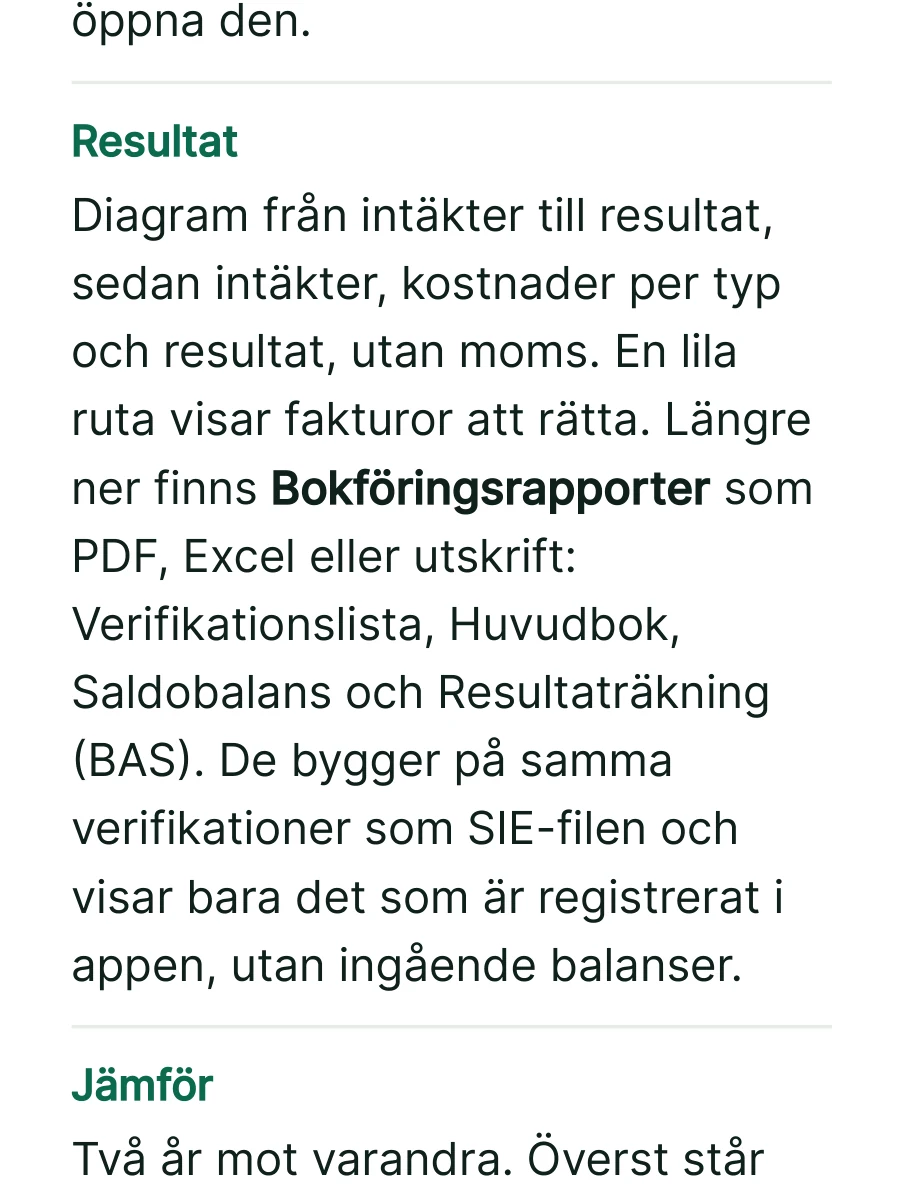 öppna den.
Resultat
Diagram från intäkter till resultat,
sedan intäkter, kostnader per typ
och resultat, utan moms. En lila
ruta visar fakturor att rätta. Längre
ner finns Bokföringsrapporter som
PDF, Excel eller utskrift:
Verifikationslista, Huvudbok,
Saldobalans och Resultaträkning
(BAS). De bygger på samma
verifikationer som SIE-filen och
visar bara det som är registrerat i
appen, utan ingående balanser.
Jämför
Två år mot varandra. Överst står